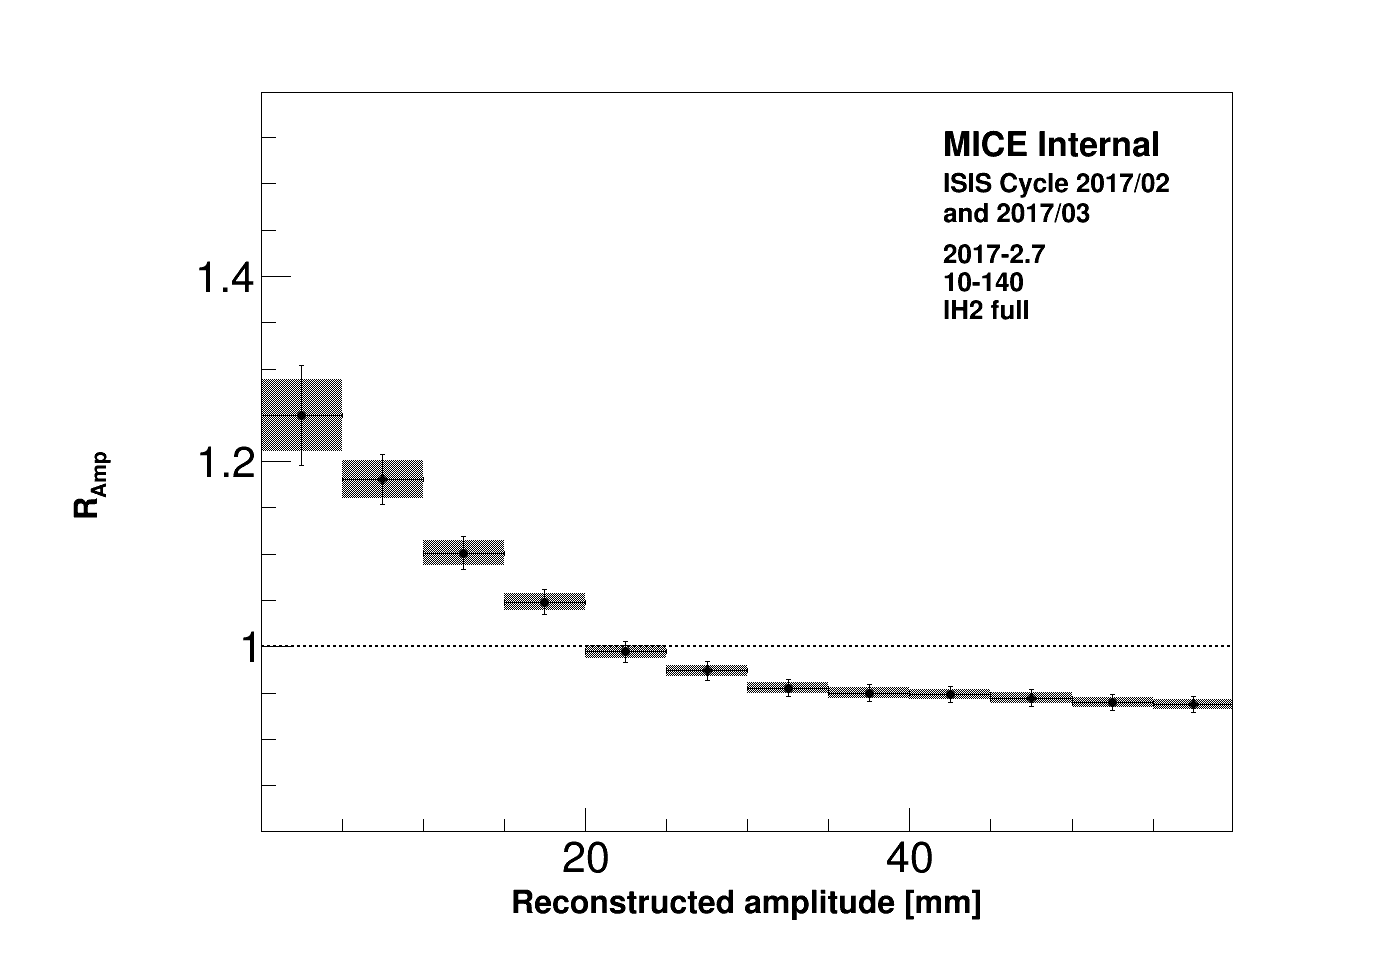 MICE Internal
ISIS Cycle 2017/02
and 2017/03
2017-2.7
10-140
lH2 full
1.4
1.2
1
R_Amp
20
40
Reconstructed amplitude [mm]